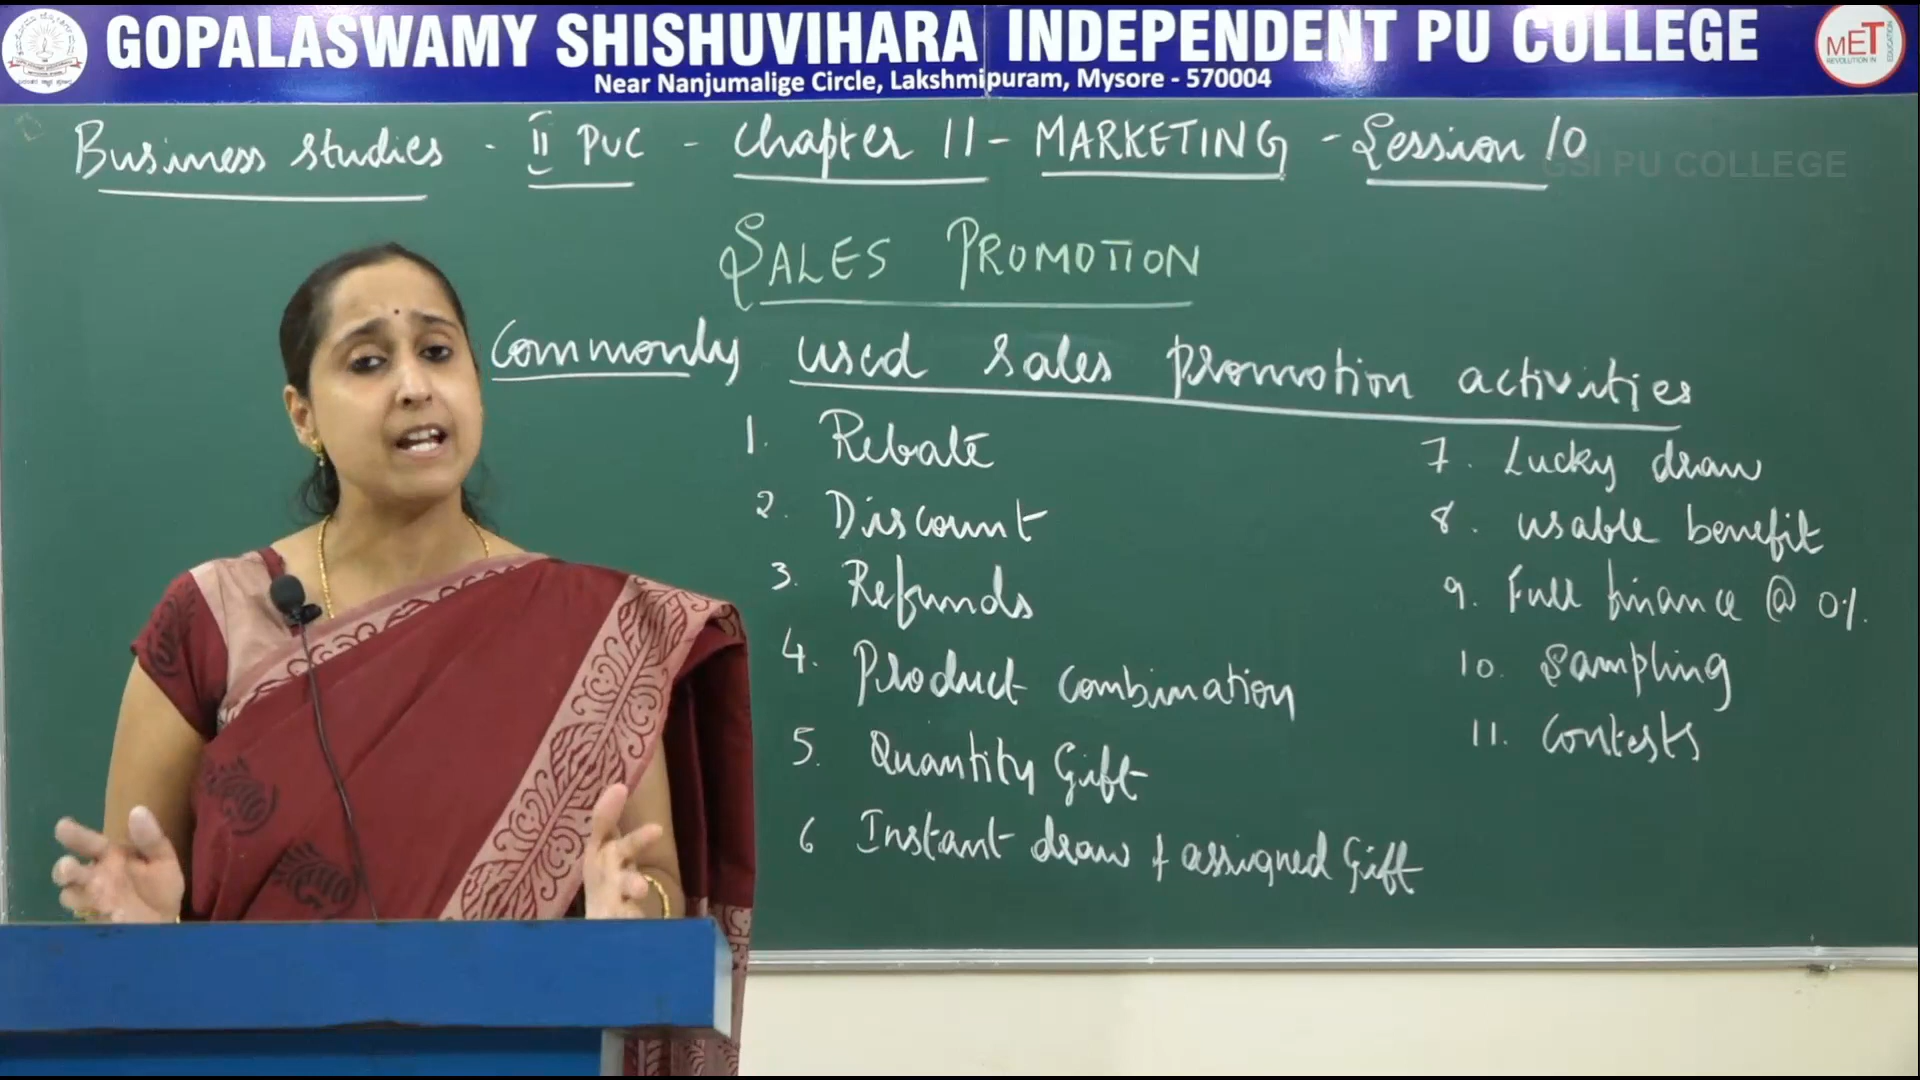 GOPALASWAMY SHISHUVIHARA INDEPENDENT PU COLLEGE
Near Nanjumalige Circle, Lakshmipuram, Mysore - 570004
MET
REVOLUTION IN EDUCATION
Business studies - II PUC - Chapter 11 - MARKETING - Session 10
GSI PU COLLEGE
SALES PROMOTION
Commonly used sales promotion activities
1. Rebate
2. Discount
3. Refunds
4. Product combination
5. Quantity Gift
6 Instant draw & assigned Gift
7. Lucky draw
8. usable benefit
9. Full finance @ 0%.
10. Sampling
11. Contests